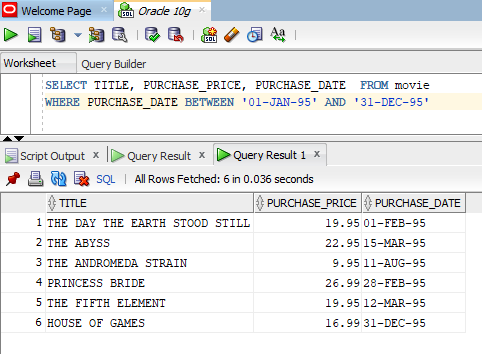 Welcome Page Oracle 10g
Worksheet Query Builder
SELECT TITLE, PURCHASE_PRICE, PURCHASE_DATE FROM movie
WHERE PURCHASE_DATE BETWEEN '01-JAN-95' AND '31-DEC-95'
Script Output Query Result Query Result 1
SQL All Rows Fetched: 6 in 0.036 seconds
TITLE PURCHASE_PRICE PURCHASE_DATE
1 THE DAY THE EARTH STOOD STILL 19.95 01-FEB-95
2 THE ABYSS 22.95 15-MAR-95
3 THE ANDROMEDA STRAIN 9.95 11-AUG-95
4 PRINCESS BRIDE 26.99 28-FEB-95
5 THE FIFTH ELEMENT 19.95 12-MAR-95
6 HOUSE OF GAMES 16.99 31-DEC-95